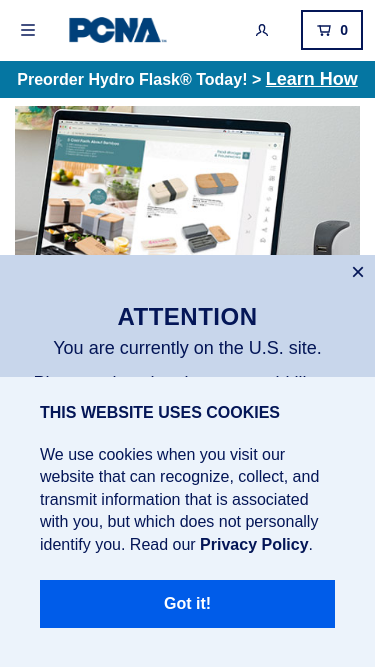 PCNA
0
Preorder Hydro Flask® Today! > Learn How
ATTENTION
You are currently on the U.S. site.
THIS WEBSITE USES COOKIES
We use cookies when you visit our
website that can recognize, collect, and
transmit information that is associated
with you, but which does not personally
identify you. Read our Privacy Policy.
Got it!